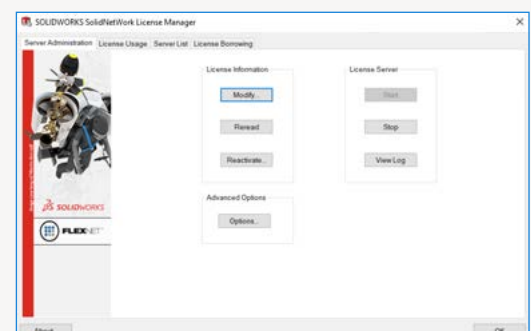 SOLIDWORKS SolidNetWork License Manager
Server Administration License Usage Server List License Borrowing
License Information
Modify...
Reread
Reactivate...
License Server
Start
Stop
View Log
Advanced Options
Options...
SOLIDWORKS
FLEXNET
About...
OK